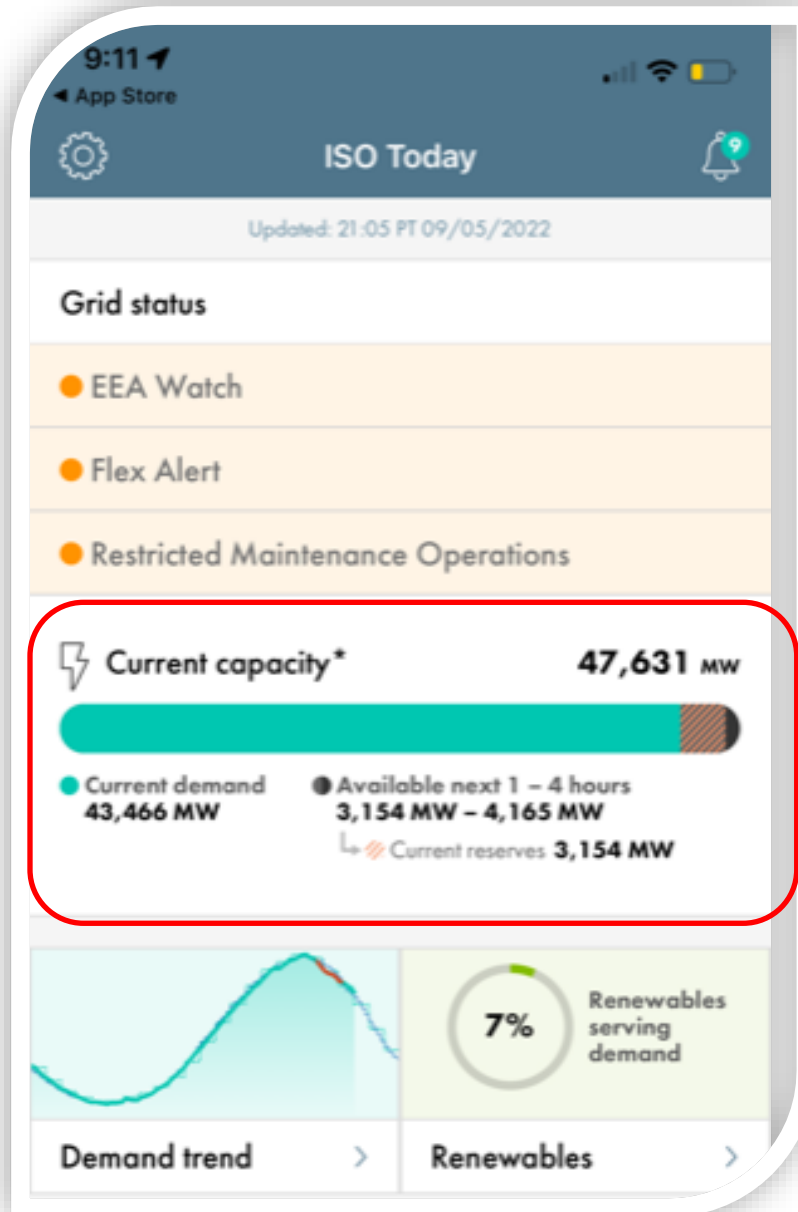 9:11
◀ App Store
ISO Today
9
Updated: 21:05 PT 09/05/2022
Grid status
EEA Watch
Flex Alert
Restricted Maintenance Operations
Current capacity* 47,631 MW
Current demand
43,466 MW
Available next 1 – 4 hours
3,154 MW – 4,165 MW
Current reserves 3,154 MW
7%
Renewables
serving
demand
Demand trend
Renewables